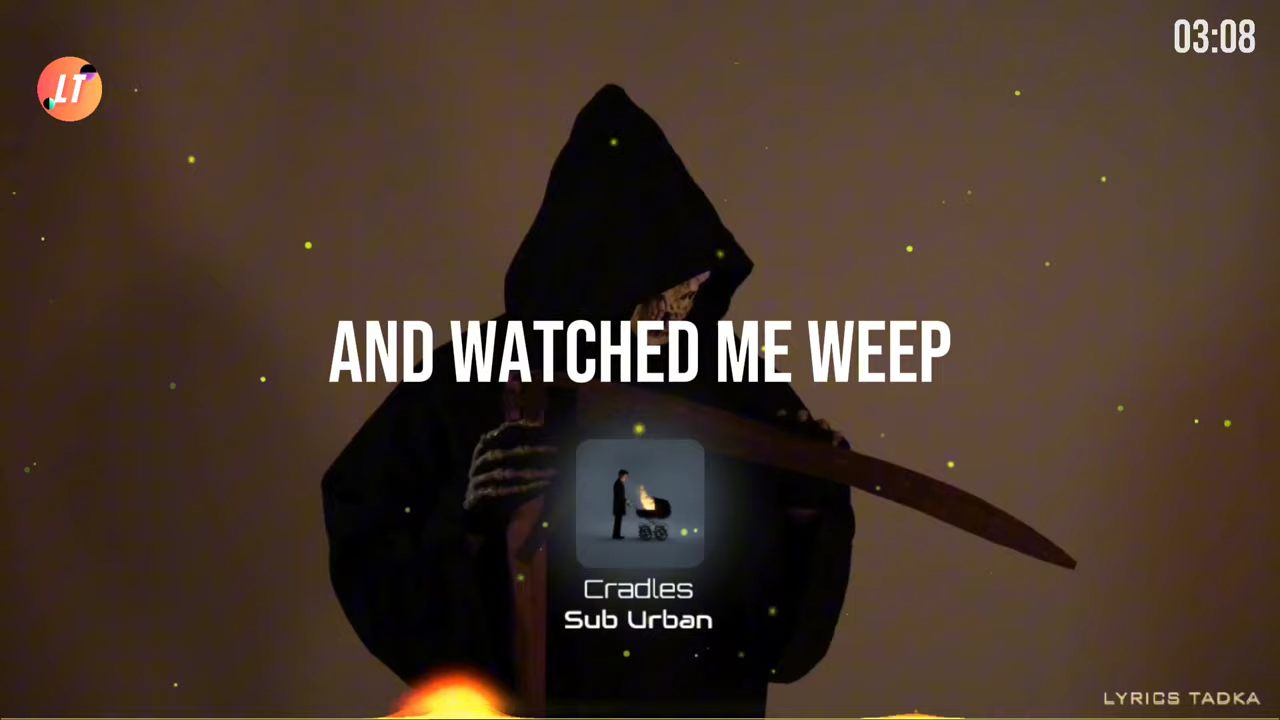 03:08
LT
AND WATCHED ME WEEP
Cradles
Sub Urban
LYRICS TADKA